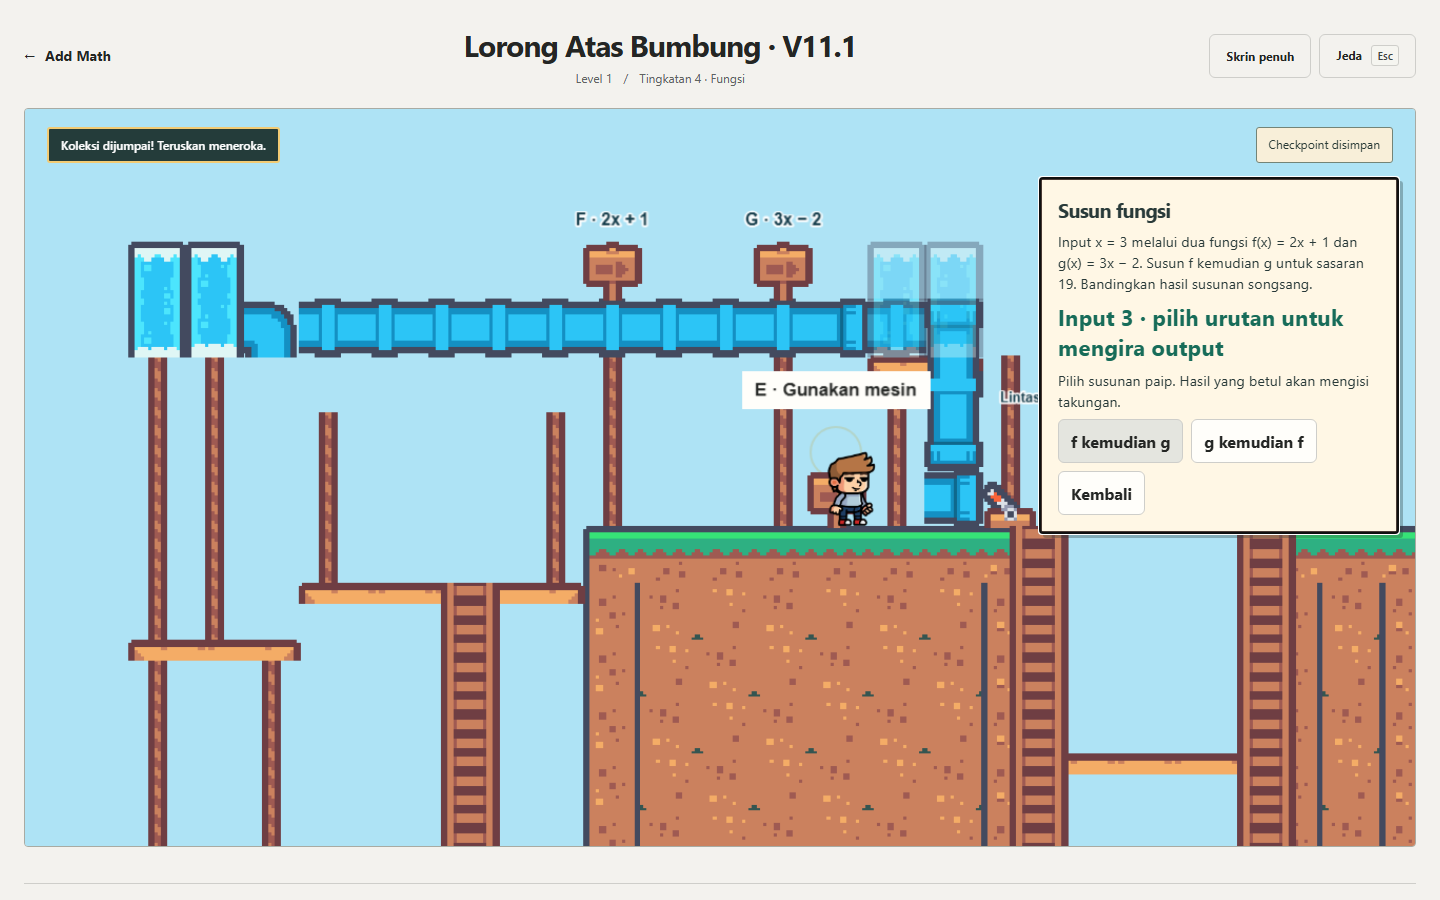 ← Add Math
Lorong Atas Bumbung · V11.1
Level 1 / Tingkatan 4 · Fungsi
Skrin penuh
Jeda Esc
Koleksi dijumpai! Teruskan meneroka.
Checkpoint disimpan
F · 2x + 1
G · 3x − 2
E · Gunakan mesin
Lintas
Susun fungsi
Input x = 3 melalui dua fungsi f(x) = 2x + 1 dan
g(x) = 3x − 2. Susun f kemudian g untuk sasaran
19. Bandingkan hasil susunan songsang.
Input 3 · pilih urutan untuk
mengira output
Pilih susunan paip. Hasil yang betul akan mengisi
takungan.
f kemudian g
g kemudian f
Kembali